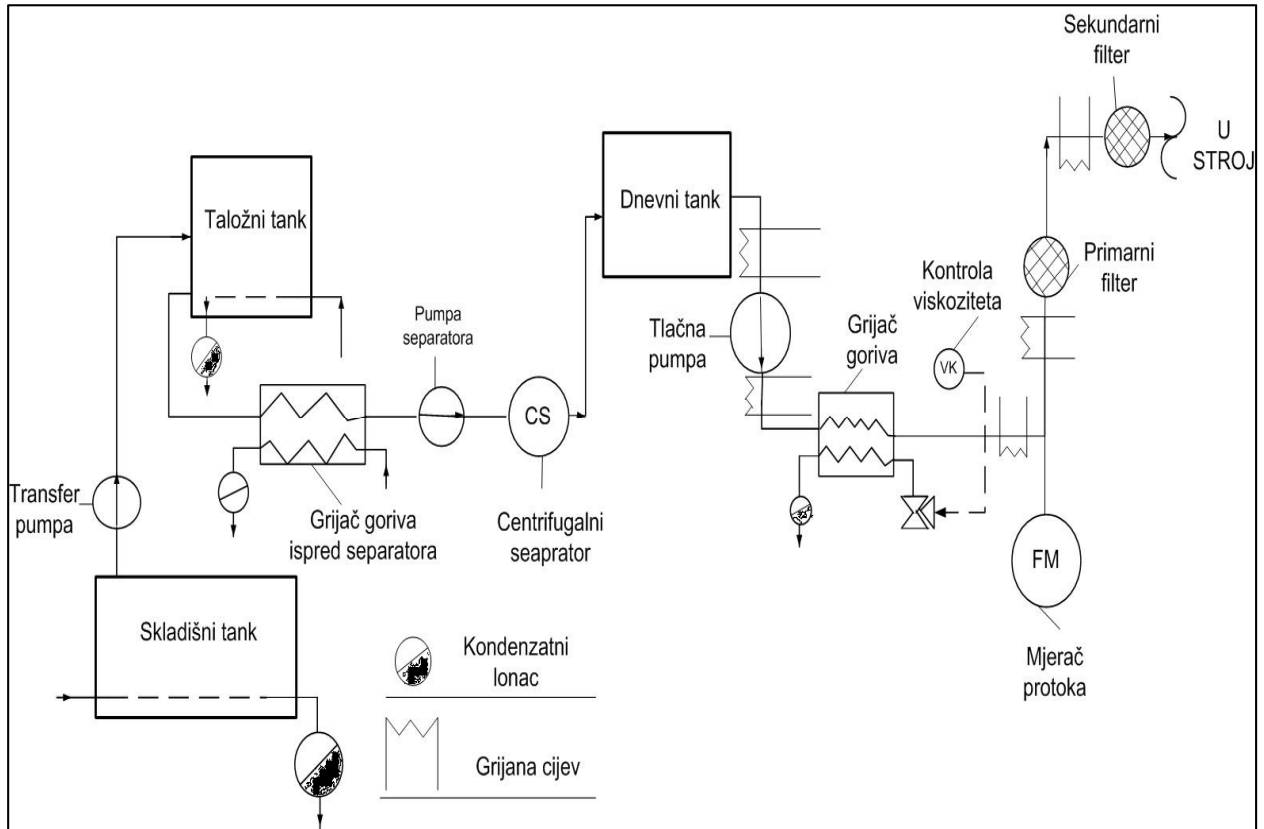 Sekundarni
filter
U
STROJ
Taložni tank
Dnevni tank
Primarni
filter
Kontrola
viskoziteta
Pumpa
separatora
Tlačna
pumpa
Grijač
goriva
VK
CS
Transfer
pumpa
Grijač goriva
ispred separatora
Centrifugalni
seaprator
FM
Skladišni tank
Kondenzatni
lonac
Mjerač
protoka
Grijana cijev